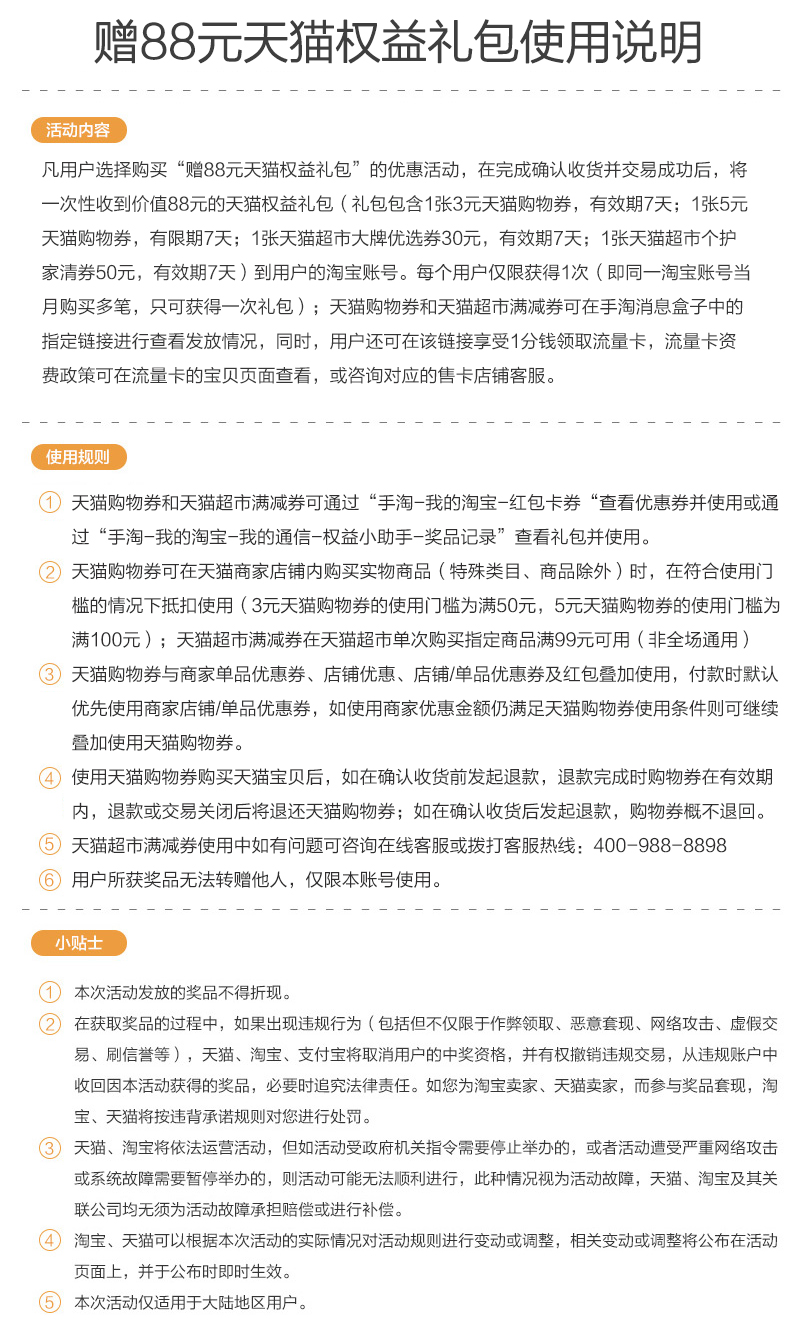 赠88元天猫权益礼包使用说明
活动内容
凡用户选择购买“赠88元天猫权益礼包”的优惠活动，在完成确认收货并交易成功后，将
一次性收到价值88元的天猫权益礼包（礼包包含1张3元天猫购物券，有效期7天；1张5元
天猫购物券，有限期7天；1张天猫超市大牌优选券30元，有效期7天；1张天猫超市个护
家清券50元，有效期7天）到用户的淘宝账号。每个用户仅限获得1次（即同一淘宝账号当
月购买多笔，只可获得一次礼包）；天猫购物券和天猫超市满减券可在手淘消息盒子中的
指定链接进行查看发放情况，同时，用户还可在该链接享受1分钱领取流量卡，流量卡资
费政策可在流量卡的宝贝页面查看，或咨询对应的售卡店铺客服。
使用规则
① 天猫购物券和天猫超市满减券可通过“手淘-我的淘宝-红包卡券“查看优惠券并使用或通
过“手淘-我的淘宝-我的通信-权益小助手-奖品记录”查看礼包并使用。
② 天猫购物券可在天猫商家店铺内购买实物商品（特殊类目、商品除外）时，在符合使用门
槛的情况下抵扣使用（3元天猫购物券的使用门槛为满50元，5元天猫购物券的使用门槛为
满100元）；天猫超市满减券在天猫超市单次购买指定商品满99元可用（非全场通用）
③ 天猫购物券与商家单品优惠券、店铺优惠、店铺/单品优惠券及红包叠加使用，付款时默认
优先使用商家店铺/单品优惠券，如使用商家优惠金额仍满足天猫购物券使用条件则可继续
叠加使用天猫购物券。
④ 使用天猫购物券购买天猫宝贝后，如在确认收货前发起退款，退款完成时购物券在有效期
内，退款或交易关闭后将退还天猫购物券；如在确认收货后发起退款，购物券概不退回。
⑤ 天猫超市满减券使用中如有问题可咨询在线客服或拨打客服热线：400-988-8898
⑥ 用户所获奖品无法转赠他人，仅限本账号使用。
小贴士
① 本次活动发放的奖品不得折现。
② 在获取奖品的过程中，如果出现违规行为（包括但不仅限于作弊领取、恶意套现、网络攻击、虚假交
易、刷信誉等），天猫、淘宝、支付宝将取消用户的中奖资格，并有权撤销违规交易，从违规账户中
收回因本活动获得的奖品，必要时追究法律责任。如您为淘宝卖家、天猫卖家，而参与奖品套现，淘
宝、天猫将按违背承诺规则对您进行处罚。
③ 天猫、淘宝将依法运营活动，但如活动受政府机关指令需要停止举办的，或者活动遭受严重网络攻击
或系统故障需要暂停举办的，则活动可能无法顺利进行，此种情况视为活动故障，天猫、淘宝及其关
联公司均无须为活动故障承担赔偿或进行补偿。
④ 淘宝、天猫可以根据本次活动的实际情况对活动规则进行变动或调整，相关变动或调整将公布在活动
页面上，并于公布时即时生效。
⑤ 本次活动仅适用于大陆地区用户。